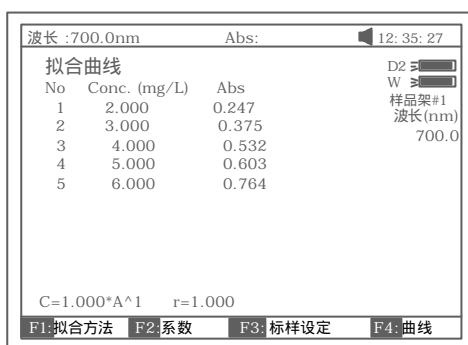 波长 :700.0nm Abs: 12: 35: 27
拟合曲线
No Conc. (mg/L) Abs
1 2.000 0.247
2 3.000 0.375
3 4.000 0.532
4 5.000 0.603
5 6.000 0.764
D2
W
样品架#1
波长(nm)
700.0
C=1.000*A^1 r=1.000
F1:拟合方法 F2:系数 F3: 标样设定 F4:曲线